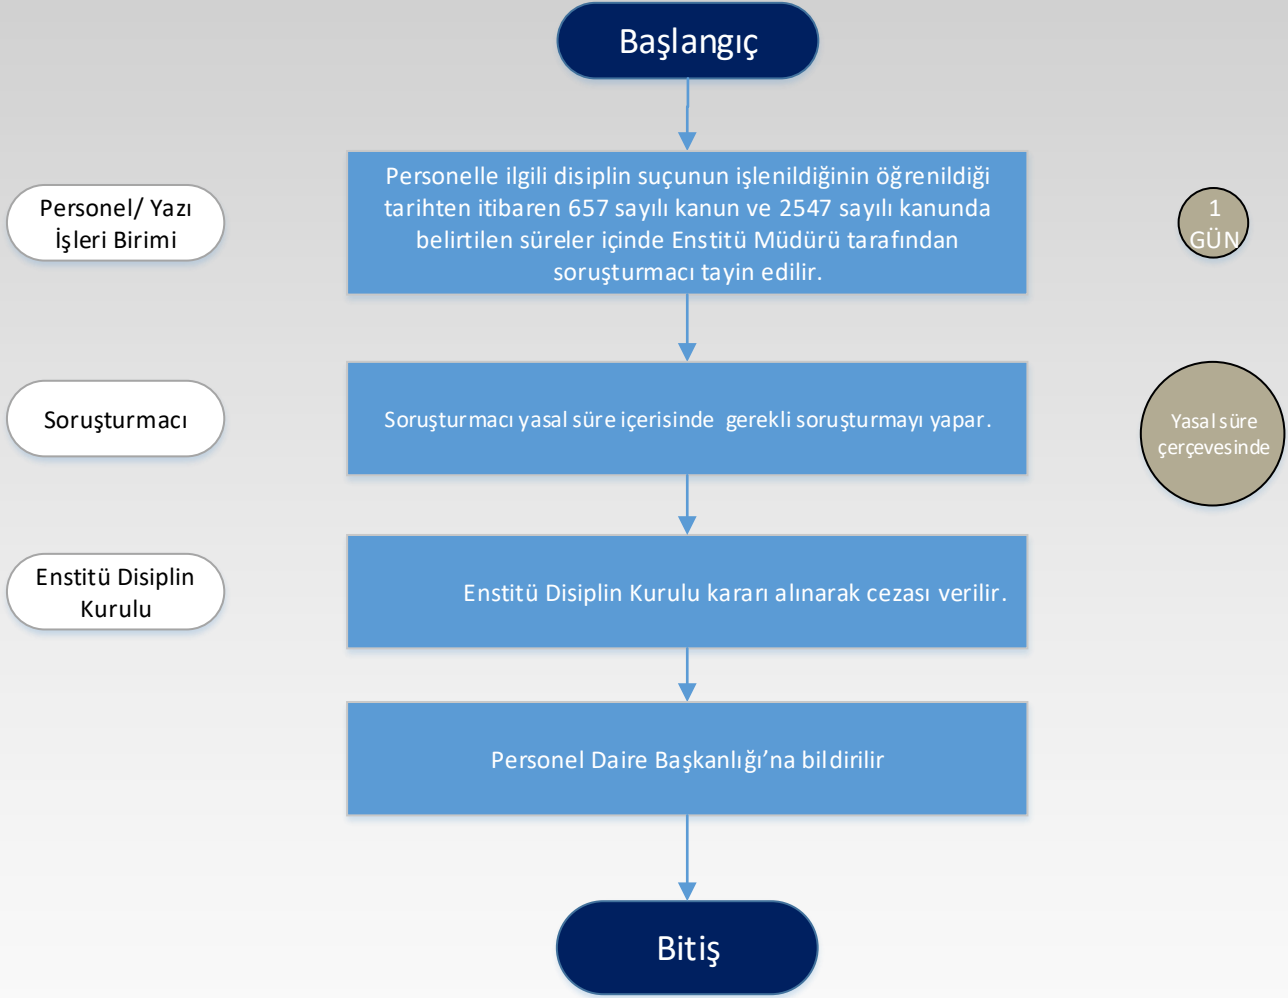 Başlangıç
Personel/ Yazı
İşleri Birimi
Personelle ilgili disiplin suçunun işlenildiğinin öğrenildiği
tarihten itibaren 657 sayılı kanun ve 2547 sayılı kanunda
belirtilen süreler içinde Enstitü Müdürü tarafından
soruşturmacı tayin edilir.
1
GÜN
Soruşturmacı
Soruşturmacı yasal süre içerisinde gerekli soruşturmayı yapar.
Yasal süre
çerçevesinde
Enstitü Disiplin
Kurulu
Enstitü Disiplin Kurulu kararı alınarak cezası verilir.
Personel Daire Başkanlığı’na bildirilir
Bitiş